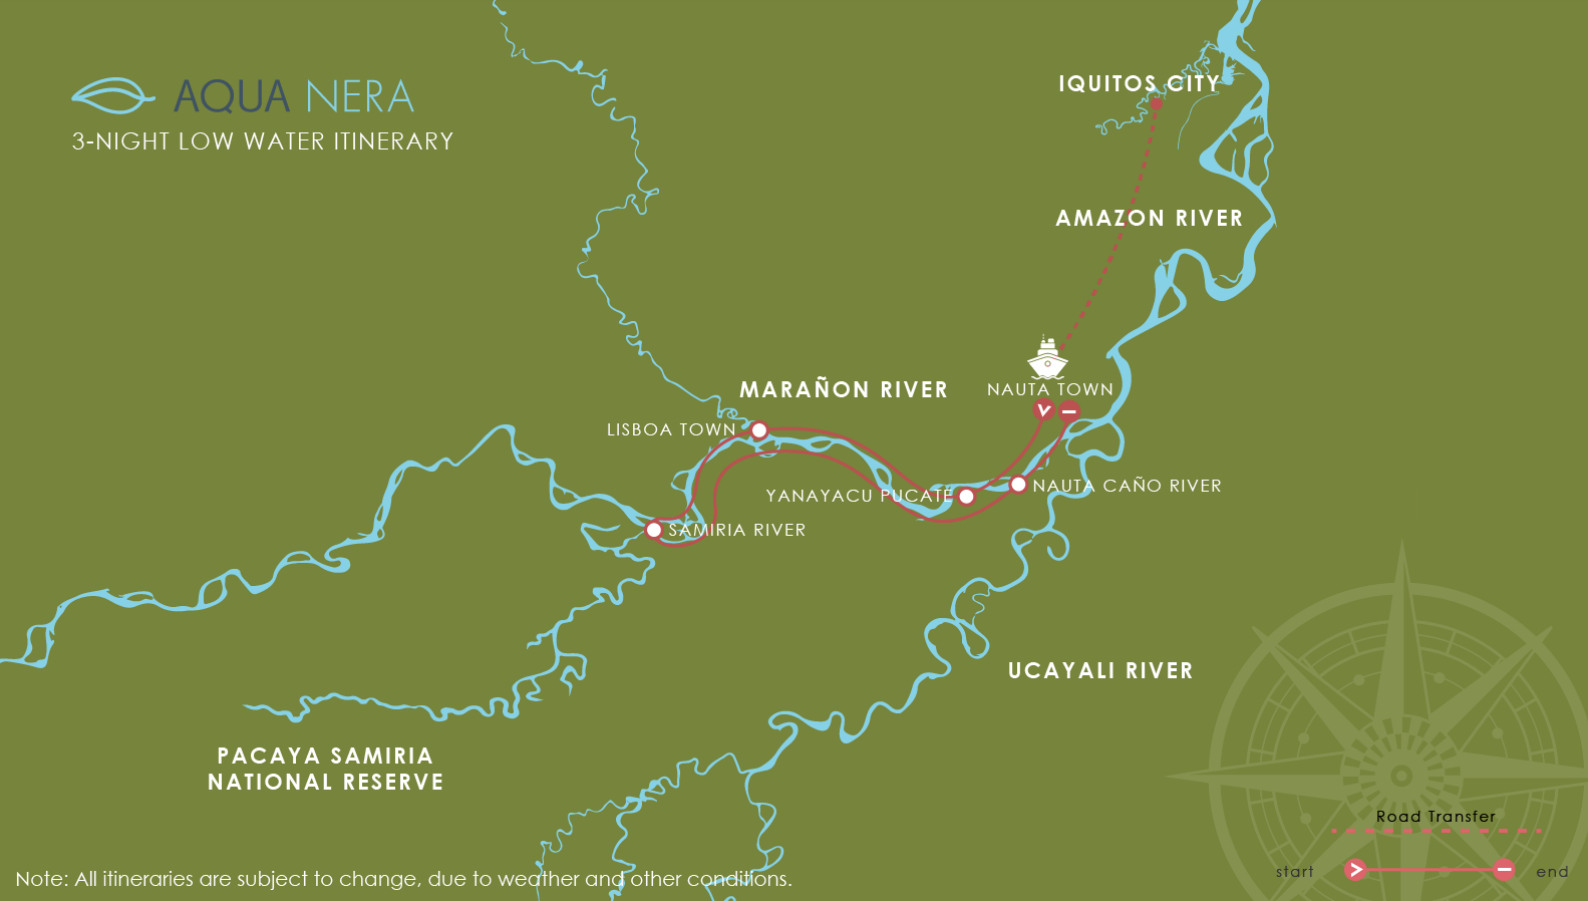 AQUA NERA
3-NIGHT LOW WATER ITINERARY
IQUITOS CITY
AMAZON RIVER
NAUTA TOWN
MARAÑON RIVER
LISBOA TOWN
YANAYACU PUCATE
NAUTA CAÑO RIVER
SAMIRIA RIVER
UCAYALI RIVER
PACAYA SAMIRIA
NATIONAL RESERVE
Road Transfer
start
end
Note: All itineraries are subject to change, due to weather and other conditions.